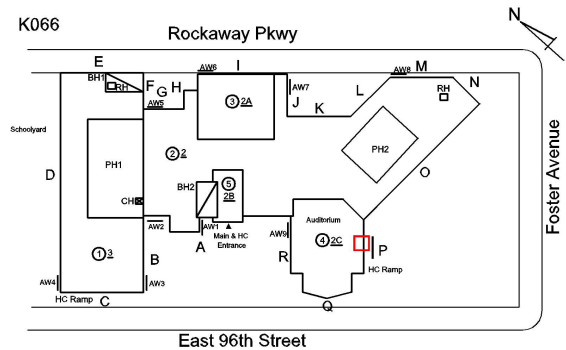 K066
Rockaway Pkwy
N
E
AW6
I
AW8
M
BH1
RH
F
G
H
AW7
L
RH
N
AW5
3 2A
J
K
Schoolyard
D
PH1
2 2
PH2
O
Foster Avenue
BH2
5
2B
CH
AW2
AW1
A
Main & HC
Entrance
Auditorium
AW9
4 2C
P
1 3
B
R
HC Ramp
AW4
AW3
HC Ramp
C
Q
East 96th Street